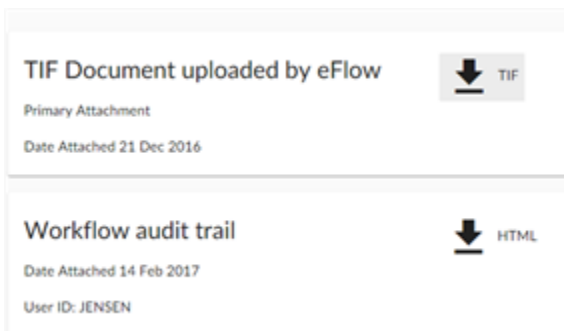 TIF Document uploaded by eFlow
TIF
Primary Attachment
Date Attached 21 Dec 2016
Workflow audit trail
HTML
Date Attached 14 Feb 2017
User ID: JENSEN